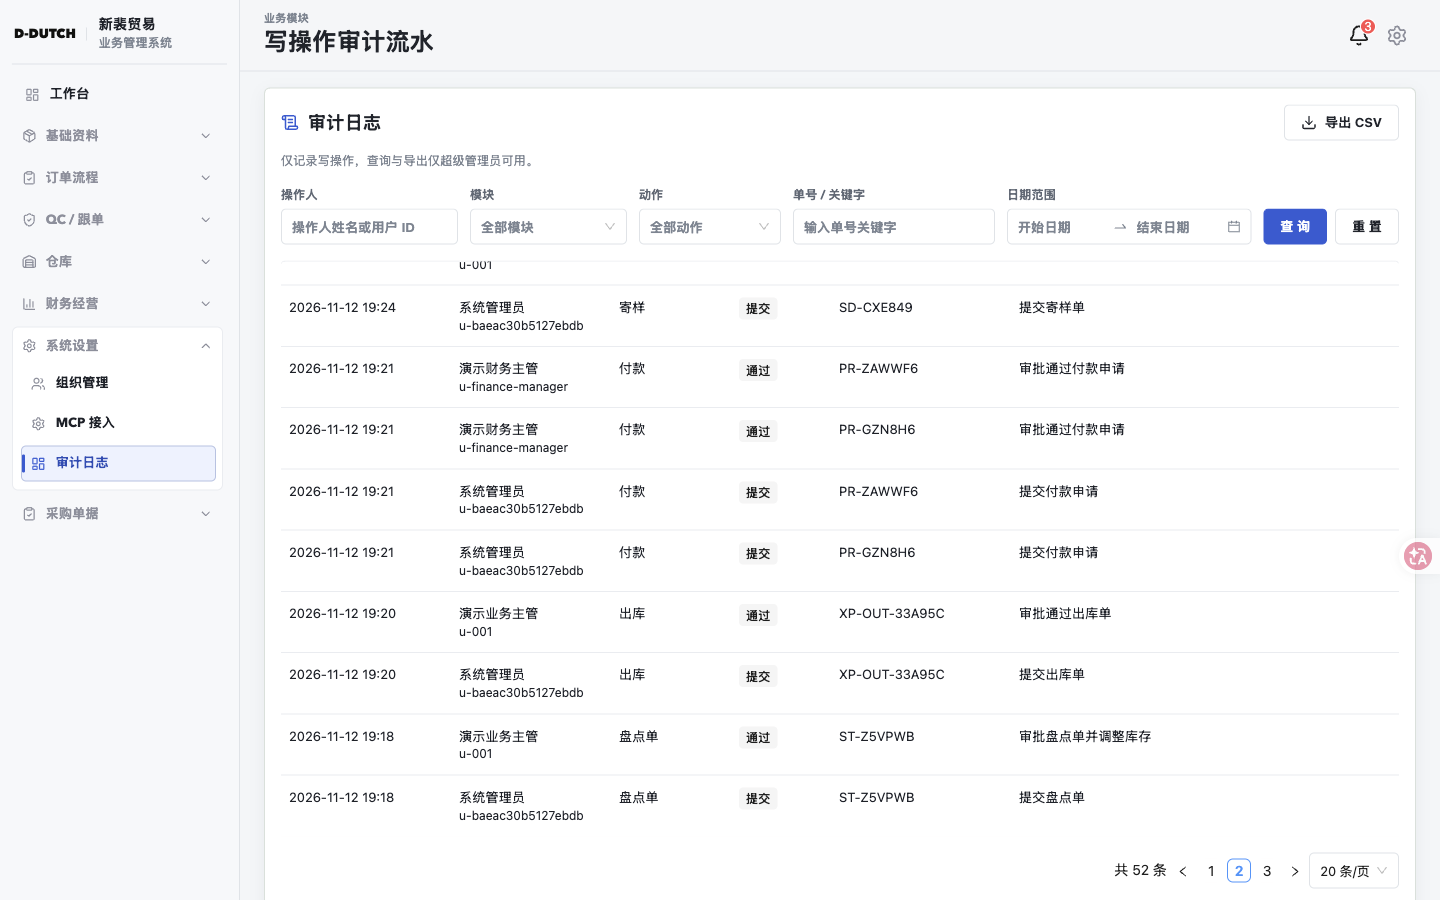 D-DUTCH
新裴贸易
业务管理系统
工作台
基础资料
订单流程
QC / 跟单
仓库
财务经营
系统设置
组织管理
MCP 接入
审计日志
采购单据
业务模块
写操作审计流水
3
审计日志
导出 CSV
仅记录写操作，查询与导出仅超级管理员可用。
操作人 模块 动作 单号 / 关键字 日期范围
操作人姓名或用户 ID 全部模块 全部动作 输入单号关键字 开始日期 结束日期 查 询 重 置
u-001
2026-11-12 19:24 系统管理员 寄样 提交 SD-CXE849 提交寄样单
u-baeac30b5127ebdb
2026-11-12 19:21 演示财务主管 付款 通过 PR-ZAWWF6 审批通过付款申请
u-finance-manager
2026-11-12 19:21 演示财务主管 付款 通过 PR-GZN8H6 审批通过付款申请
u-finance-manager
2026-11-12 19:21 系统管理员 付款 提交 PR-ZAWWF6 提交付款申请
u-baeac30b5127ebdb
2026-11-12 19:21 系统管理员 付款 提交 PR-GZN8H6 提交付款申请
u-baeac30b5127ebdb
2026-11-12 19:20 演示业务主管 出库 通过 XP-OUT-33A95C 审批通过出库单
u-001
2026-11-12 19:20 系统管理员 出库 提交 XP-OUT-33A95C 提交出库单
u-baeac30b5127ebdb
2026-11-12 19:18 演示业务主管 盘点单 通过 ST-Z5VPWB 审批盘点单并调整库存
u-001
2026-11-12 19:18 系统管理员 盘点单 提交 ST-Z5VPWB 提交盘点单
u-baeac30b5127ebdb
共 52 条 1 2 3 20 条/页